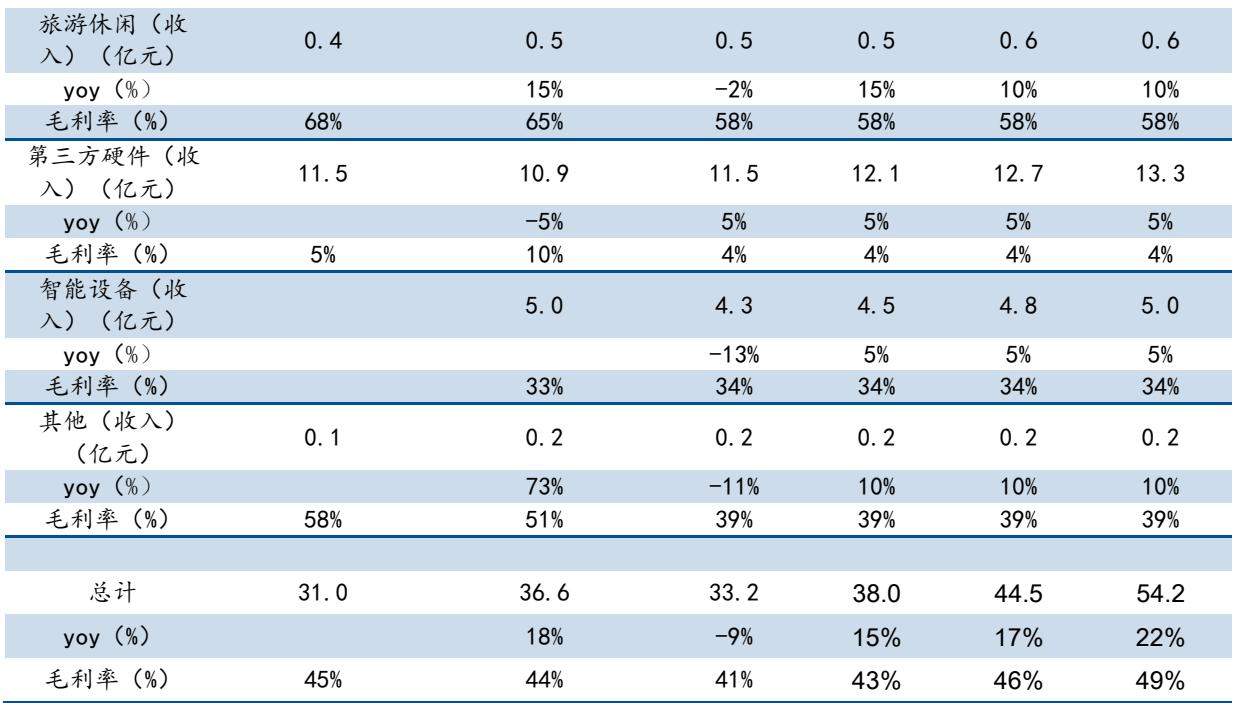 旅游休闲（收
入）（亿元） 0.4 0.5 0.5 0.5 0.6 0.6
yoy（%） 15% -2% 15% 10% 10%
毛利率（%） 68% 65% 58% 58% 58% 58%
第三方硬件（收
入）（亿元） 11.5 10.9 11.5 12.1 12.7 13.3
yoy（%） -5% 5% 5% 5% 5%
毛利率（%） 5% 10% 4% 4% 4% 4%
智能设备（收
入）（亿元） 5.0 4.3 4.5 4.8 5.0
yoy（%） -13% 5% 5% 5%
毛利率（%） 33% 34% 34% 34% 34%
其他（收入）
（亿元） 0.1 0.2 0.2 0.2 0.2 0.2
yoy（%） 73% -11% 10% 10% 10%
毛利率（%） 58% 51% 39% 39% 39% 39%
总计 31.0 36.6 33.2 38.0 44.5 54.2
yoy（%） 18% -9% 15% 17% 22%
毛利率（%） 45% 44% 41% 43% 46% 49%